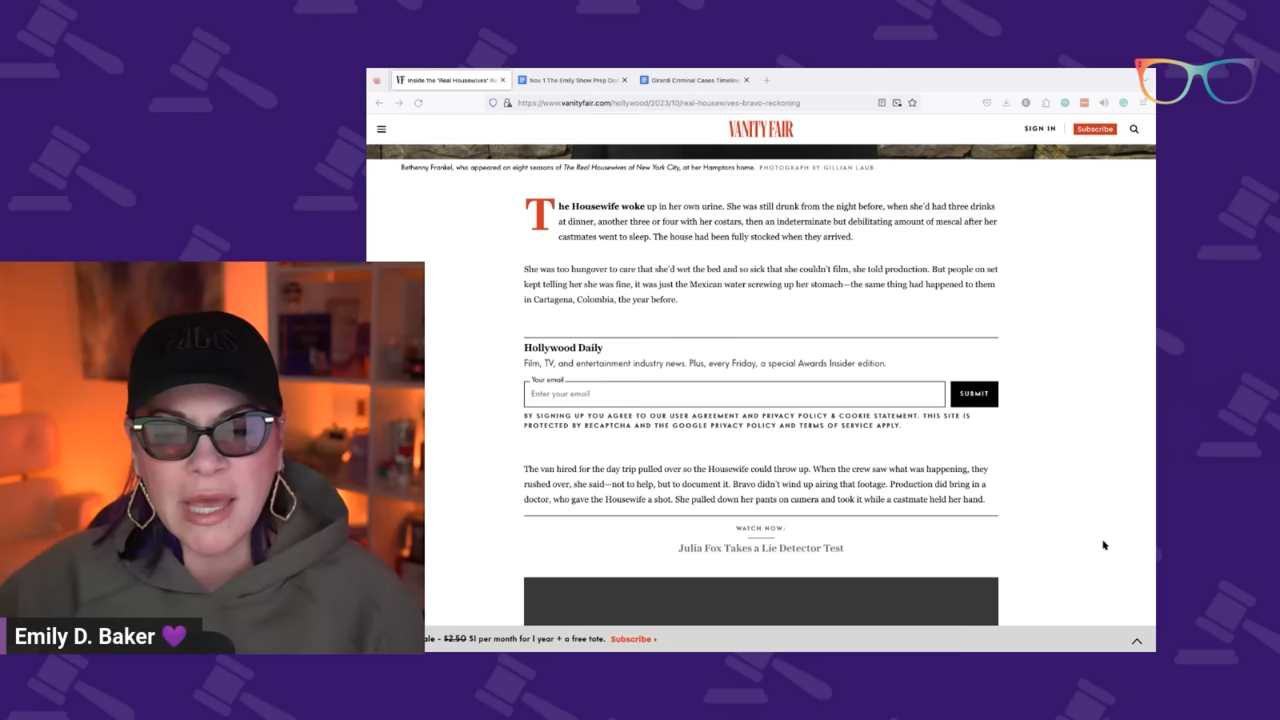 Inside the 'Real Housewives' Re
Nov 1 The Emily Show Prep Doc
Girardi Criminal Cases Timeline
https://www.vanityfair.com/hollywood/2023/10/real-housewives-bravo-reckoning
VANITY FAIR
SIGN IN
Subscribe
Bethenny Frankel, who appeared on eight seasons of The Real Housewives of New York City, at her Hamptons home. PHOTOGRAPH BY GILLIAN LAUB.
The Housewife woke up in her own urine. She was still drunk from the night before, when she'd had three drinks
at dinner, another three or four with her costars, then an indeterminate but debilitating amount of mescal after her
castmates went to sleep. The house had been fully stocked when they arrived.
She was too hungover to care that she'd wet the bed and so sick that she couldn't film, she told production. But people on set
kept telling her she was fine, it was just the Mexican water screwing up her stomach—the same thing had happened to them
in Cartagena, Colombia, the year before.
Hollywood Daily
Film, TV, and entertainment industry news. Plus, every Friday, a special Awards Insider edition.
Your email
Enter your email
SUBMIT
BY SIGNING UP YOU AGREE TO OUR USER AGREEMENT AND PRIVACY POLICY & COOKIE STATEMENT. THIS SITE IS
PROTECTED BY RECAPTCHA AND THE GOOGLE PRIVACY POLICY AND TERMS OF SERVICE APPLY.
The van hired for the day trip pulled over so the Housewife could throw up. When the crew saw what was happening, they
rushed over, she said—not to help, but to document it. Bravo didn't wind up airing that footage. Production did bring in a
doctor, who gave the Housewife a shot. She pulled down her pants on camera and took it while a castmate held her hand.
WATCH NOW:
Julia Fox Takes a Lie Detector Test
ale - $2.50 $1 per month for 1 year + a free tote. Subscribe ›
Emily D. Baker 💜